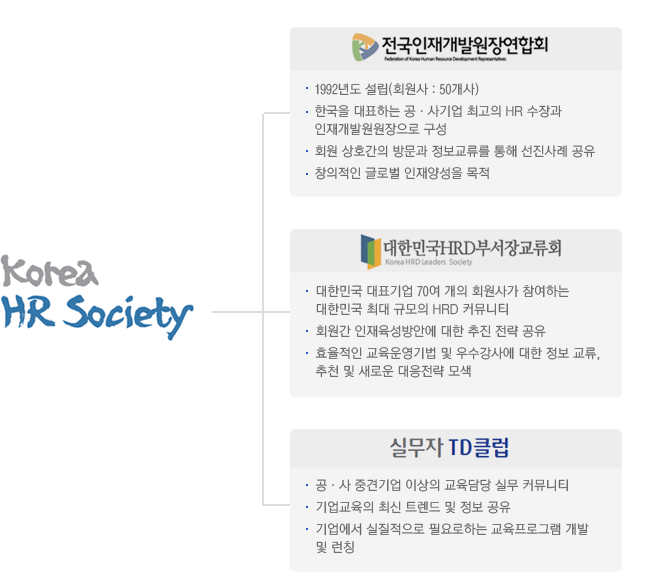 Korea
HR Society
전국인재개발원장연합회
Federation of Korea Human Resource Development Representatives
· 1992년도 설립(회원사 : 50개사)
· 한국을 대표하는 공 · 사기업 최고의 HR 수장과
인재개발원원장으로 구성
· 회원 상호간의 방문과 정보교류를 통해 선진사례 공유
· 창의적인 글로벌 인재양성을 목적
대한민국HRD부서장교류회
Korea HRD Leaders Society
· 대한민국 대표기업 70여 개의 회원사가 참여하는
대한민국 최대 규모의 HRD 커뮤니티
· 회원간 인재육성방안에 대한 추진 전략 공유
· 효율적인 교육운영기법 및 우수강사에 대한 정보 교류,
추천 및 새로운 대응전략 모색
실무자 TD클럽
· 공 · 사 중견기업 이상의 교육담당 실무 커뮤니티
· 기업교육의 최신 트렌드 및 정보 공유
· 기업에서 실질적으로 필요로하는 교육프로그램 개발
및 런칭